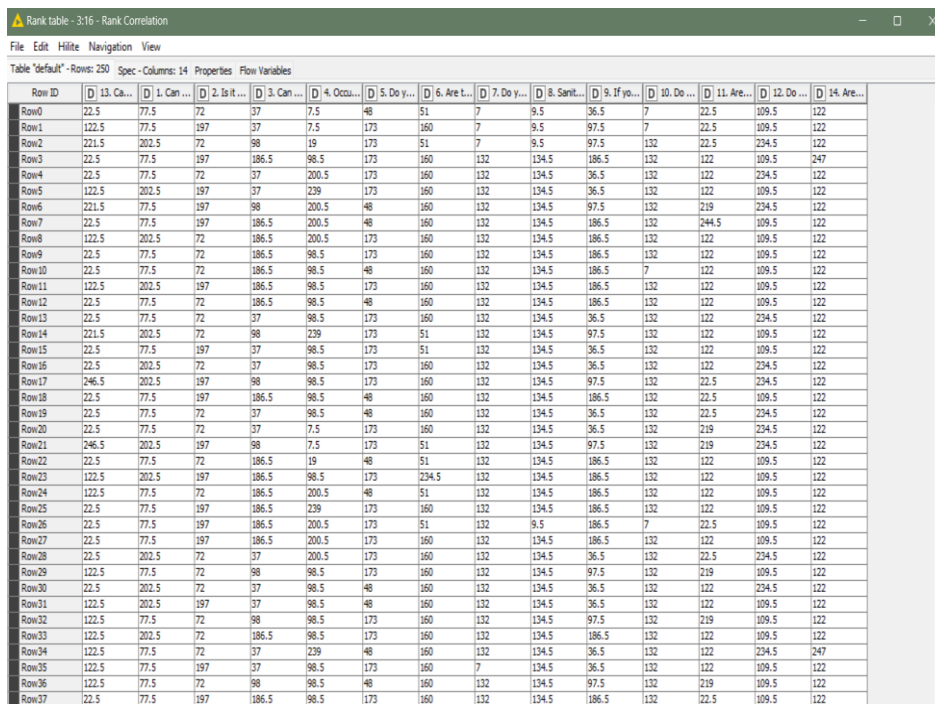 Rank table - 3:16 - Rank Correlation
File Edit Hilite Navigation View
Table "default" - Rows: 250 Spec - Columns: 14 Properties Flow Variables
Row ID D 13. Ca... D 1. Can ... D 2. Is it ... D 3. Can ... D 4. Occu... D 5. Do y... D 6. Are t... D 7. Do y... D 8. Sanit... D 9. If yo... D 10. Do ... D 11. Are... D 12. Do ... D 14. Are...
Row0 22.5 77.5 72 37 7.5 48 51 7 9.5 36.5 7 22.5 109.5 122
Row1 122.5 77.5 197 37 7.5 173 160 7 9.5 97.5 7 22.5 109.5 122
Row2 221.5 202.5 72 98 19 173 51 7 9.5 97.5 132 22.5 234.5 122
Row3 22.5 77.5 197 186.5 98.5 173 160 132 134.5 186.5 132 122 109.5 247
Row4 22.5 77.5 72 37 200.5 173 160 132 134.5 36.5 132 122 234.5 122
Row5 122.5 202.5 197 37 239 173 160 132 134.5 36.5 132 122 109.5 122
Row6 221.5 77.5 197 98 200.5 48 160 132 134.5 97.5 132 219 234.5 122
Row7 22.5 77.5 197 186.5 200.5 48 160 132 134.5 186.5 132 244.5 109.5 122
Row8 122.5 202.5 72 186.5 200.5 173 160 132 134.5 186.5 132 122 109.5 122
Row9 22.5 77.5 72 186.5 98.5 173 160 132 134.5 186.5 132 122 109.5 122
Row10 22.5 77.5 72 186.5 98.5 48 160 132 134.5 186.5 7 122 109.5 122
Row11 122.5 202.5 197 186.5 98.5 173 160 132 134.5 186.5 132 122 109.5 122
Row12 22.5 77.5 72 186.5 98.5 48 160 132 134.5 186.5 132 122 109.5 122
Row13 22.5 77.5 72 37 98.5 173 160 132 134.5 36.5 132 122 234.5 122
Row14 221.5 202.5 72 98 239 173 51 132 134.5 97.5 132 122 109.5 122
Row15 22.5 77.5 197 37 98.5 173 51 132 134.5 36.5 132 122 109.5 122
Row16 22.5 202.5 72 37 98.5 173 160 132 134.5 36.5 132 122 234.5 122
Row17 246.5 202.5 197 98 98.5 173 160 132 134.5 97.5 132 22.5 234.5 122
Row18 22.5 77.5 197 186.5 98.5 48 160 132 134.5 186.5 132 22.5 109.5 122
Row19 22.5 77.5 72 37 98.5 48 160 132 134.5 36.5 132 22.5 234.5 122
Row20 22.5 77.5 72 37 7.5 173 160 132 134.5 36.5 132 219 234.5 122
Row21 246.5 202.5 197 98 7.5 173 51 132 134.5 97.5 132 219 234.5 122
Row22 22.5 77.5 72 186.5 19 48 51 132 134.5 186.5 132 122 109.5 122
Row23 122.5 202.5 197 186.5 98.5 173 234.5 132 134.5 186.5 132 122 109.5 122
Row24 122.5 77.5 72 186.5 200.5 48 51 132 134.5 186.5 132 122 109.5 122
Row25 22.5 77.5 197 186.5 239 173 160 132 134.5 186.5 132 122 109.5 122
Row26 22.5 77.5 197 186.5 200.5 173 51 132 9.5 186.5 7 22.5 109.5 122
Row27 22.5 77.5 197 186.5 200.5 173 160 132 134.5 186.5 132 122 109.5 122
Row28 22.5 202.5 72 37 200.5 173 160 132 134.5 36.5 132 22.5 234.5 122
Row29 122.5 77.5 72 98 98.5 173 160 132 134.5 97.5 132 219 109.5 122
Row30 22.5 202.5 72 37 98.5 48 160 132 134.5 36.5 132 122 234.5 122
Row31 122.5 202.5 197 37 98.5 48 160 132 134.5 36.5 132 122 109.5 122
Row32 122.5 77.5 72 98 98.5 173 160 132 134.5 97.5 132 219 109.5 122
Row33 122.5 202.5 72 186.5 98.5 173 160 132 134.5 186.5 132 122 109.5 122
Row34 122.5 77.5 72 37 239 48 160 132 134.5 36.5 132 122 234.5 247
Row35 122.5 77.5 197 37 98.5 173 160 7 134.5 36.5 132 122 109.5 122
Row36 122.5 77.5 72 98 98.5 48 160 132 134.5 97.5 132 219 109.5 122
Row37 22.5 77.5 197 186.5 98.5 173 160 132 134.5 186.5 132 22.5 109.5 122